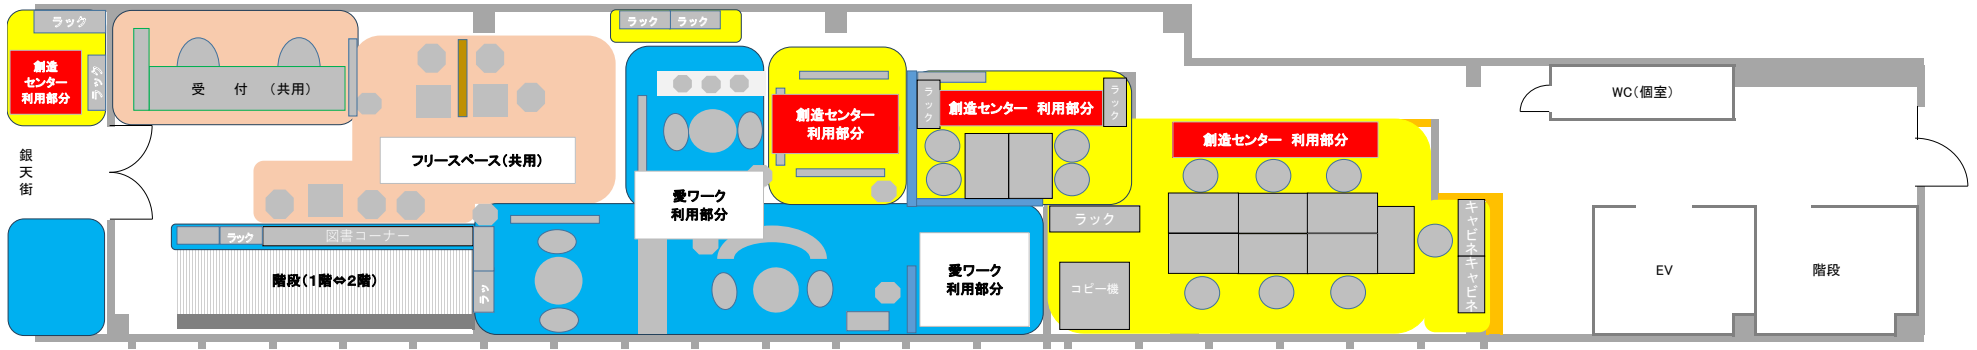 ラック
創造
センター
利用部分
ラック
受　付　（共用）
銀天街
フリースペース（共用）
ラック
図書コーナー
階段（1階⇔2階）
ラッ
ラック
ラック
愛ワーク
利用部分
創造センター
利用部分
ラック
創造センター 利用部分
ラック
愛ワーク
利用部分
創造センター 利用部分
ラック
コピー機
キャビネ
キャビネ
WC（個室）
EV
階段